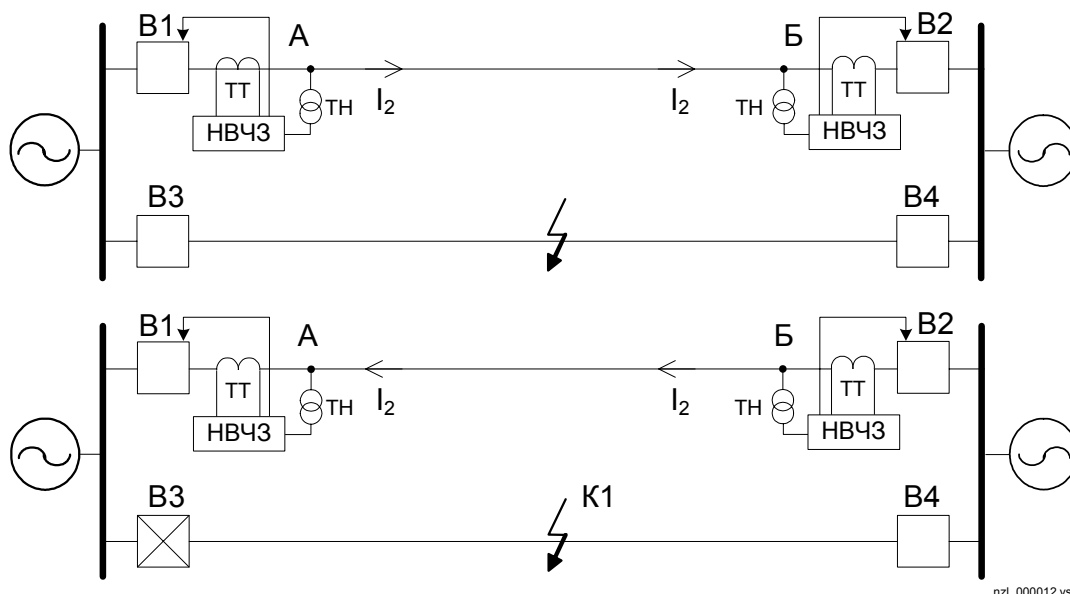 В1 А Б В2
ТТ ТН I2 I2 ТН ТТ
НВЧЗ НВЧЗ
В3 В4
В1 А Б В2
ТТ ТН I2 I2 ТН ТТ
НВЧЗ НВЧЗ
В3 К1 В4